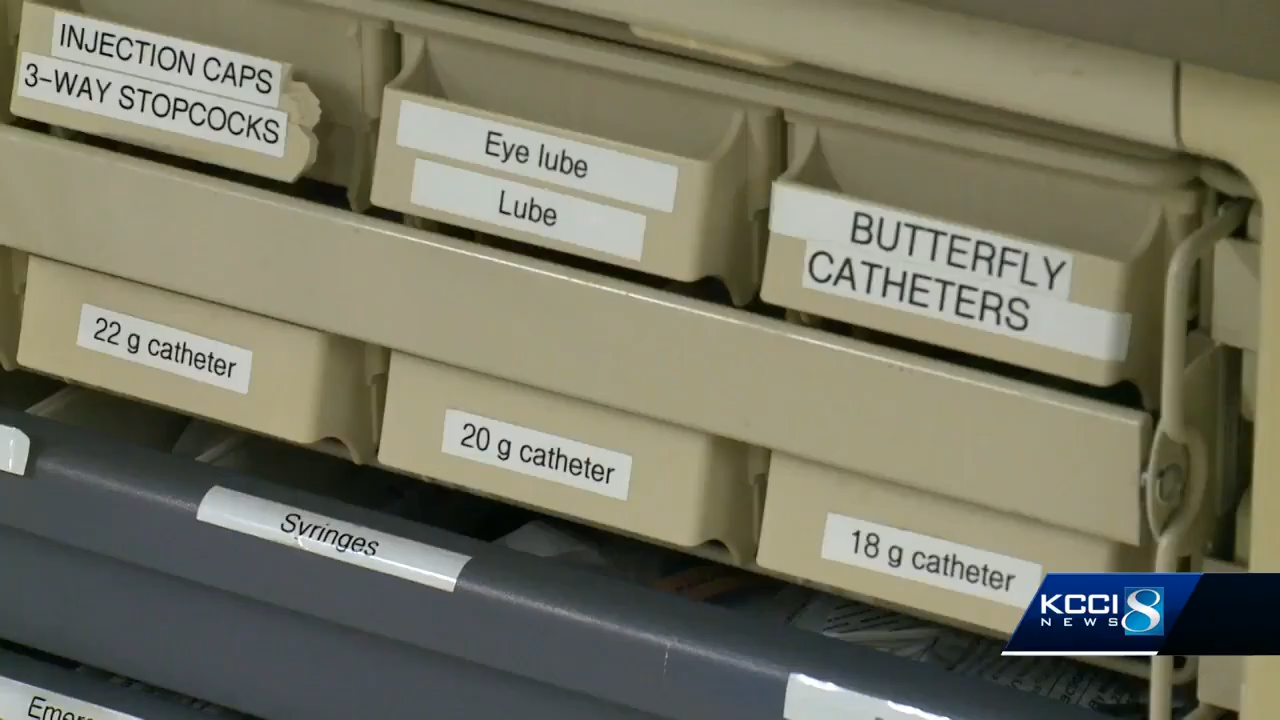 INJECTION CAPS
3-WAY STOPCOCKS
Eye lube
Lube
BUTTERFLY
CATHETERS
22 g catheter
20 g catheter
18 g catheter
Syringes
KCCI 8
NEWS